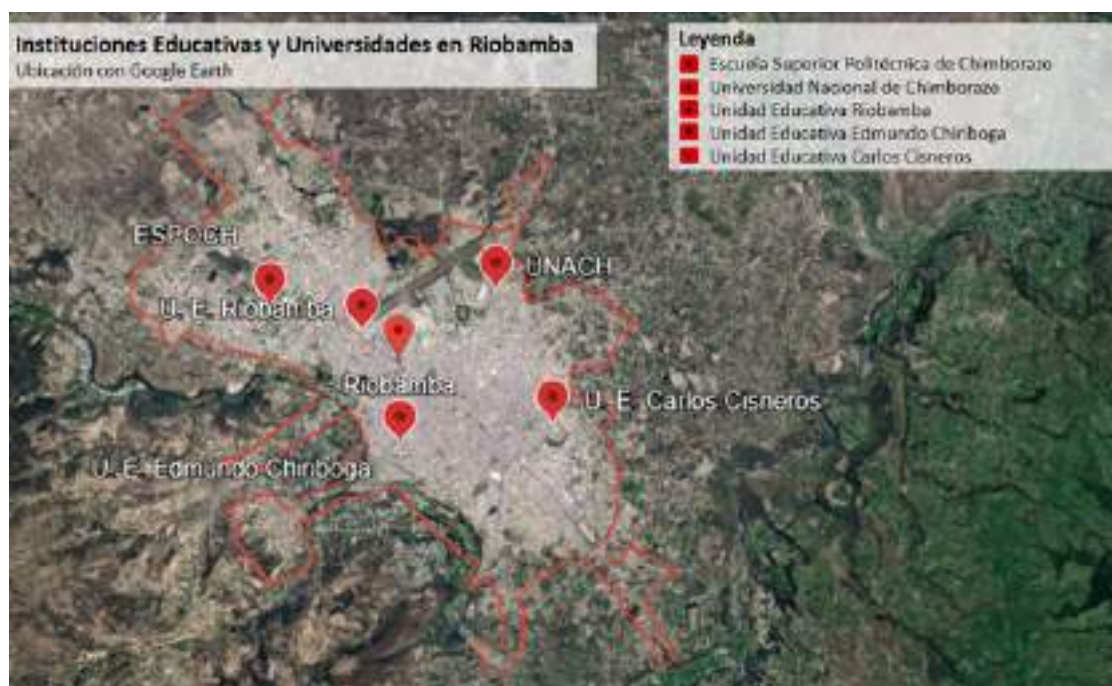 Instituciones Educativas y Universidades en Riobamba
Ubicación con Google Earth
Leyenda
Escuela Superior Politécnica de Chimborazo
Universidad Nacional de Chimborazo
Unidad Educativa Riobamba
Unidad Educativa Edmundo Chiriboga
Unidad Educativa Carlos Cisneros
ESPOCH
UNACH
U. E. Riobamba
Riobamba
U. E. Carlos Cisneros
U. E. Edmundo Chiriboga